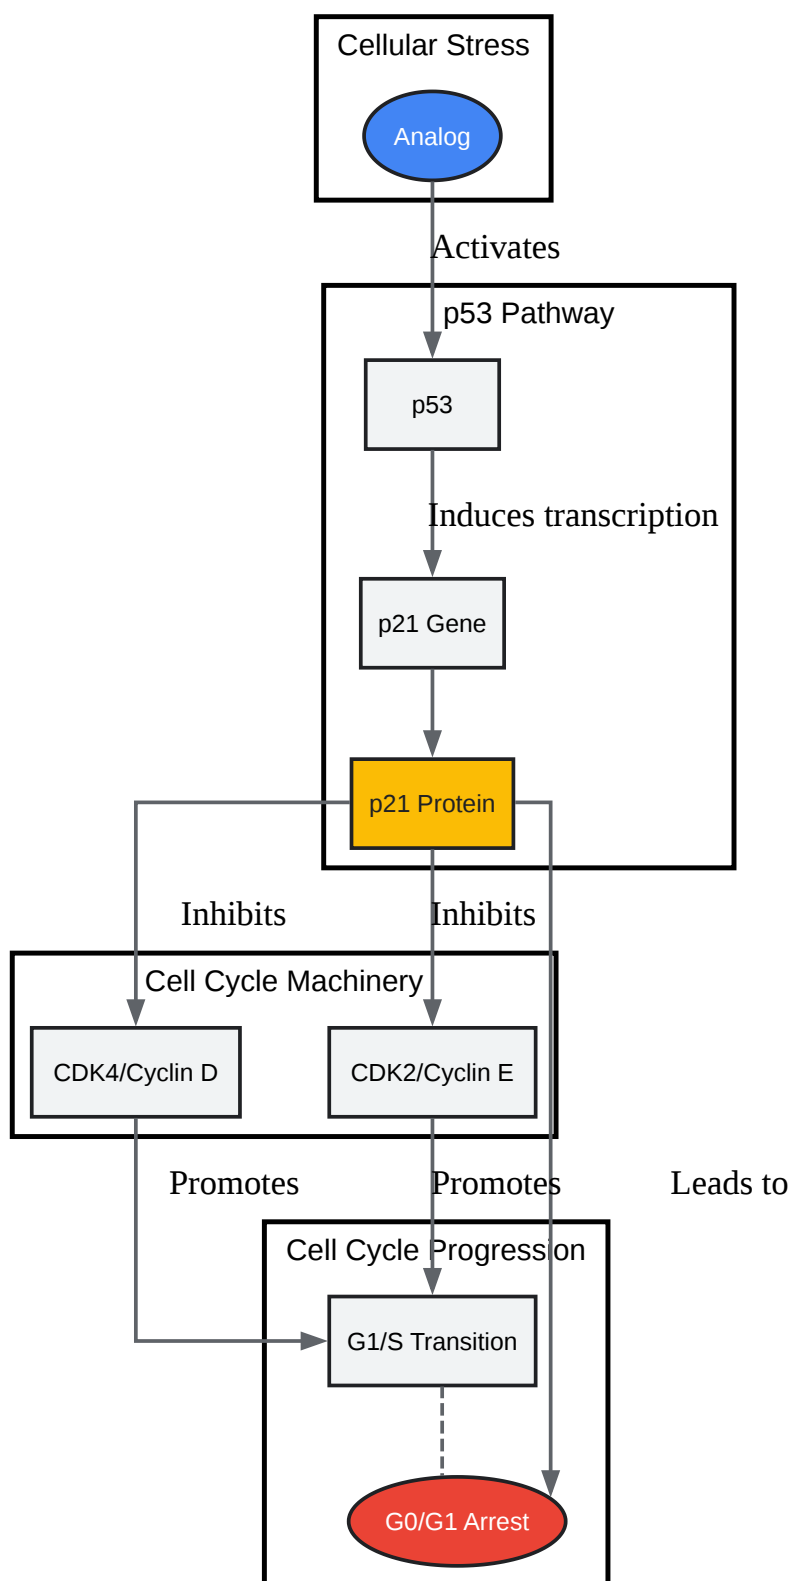 Cellular Stress
Analog
Activates
p53 Pathway
p53
Induces transcription
p21 Gene
p21 Protein
Inhibits
Inhibits
Cell Cycle Machinery
CDK4/Cyclin D
CDK2/Cyclin E
Promotes
Promotes
Leads to
Cell Cycle Progression
G1/S Transition
G0/G1 Arrest